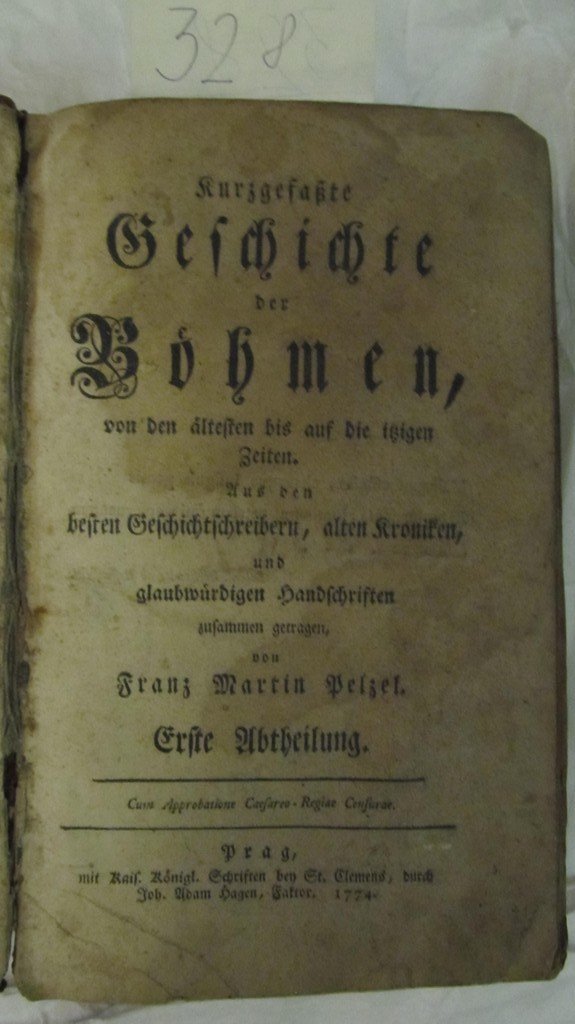 3285
Kurzgefaßte
Geschichte
der
Böhmen,
von den ältesten bis auf die itzigen
Zeiten.
Aus den
besten Geschichtschreibern, alten Kroniken,
und
glaubwürdigen Handschriften
zusammen getragen,
von
Franz Martin Pelzel.
Erste Abtheilung.
Cum Approbatione Caesareo-Regiae Censurae.
Prag,
mit Kais. Königl. Schriften bey St. Clemens, durch
Joh. Adam Hagen, Faktor. 1774.